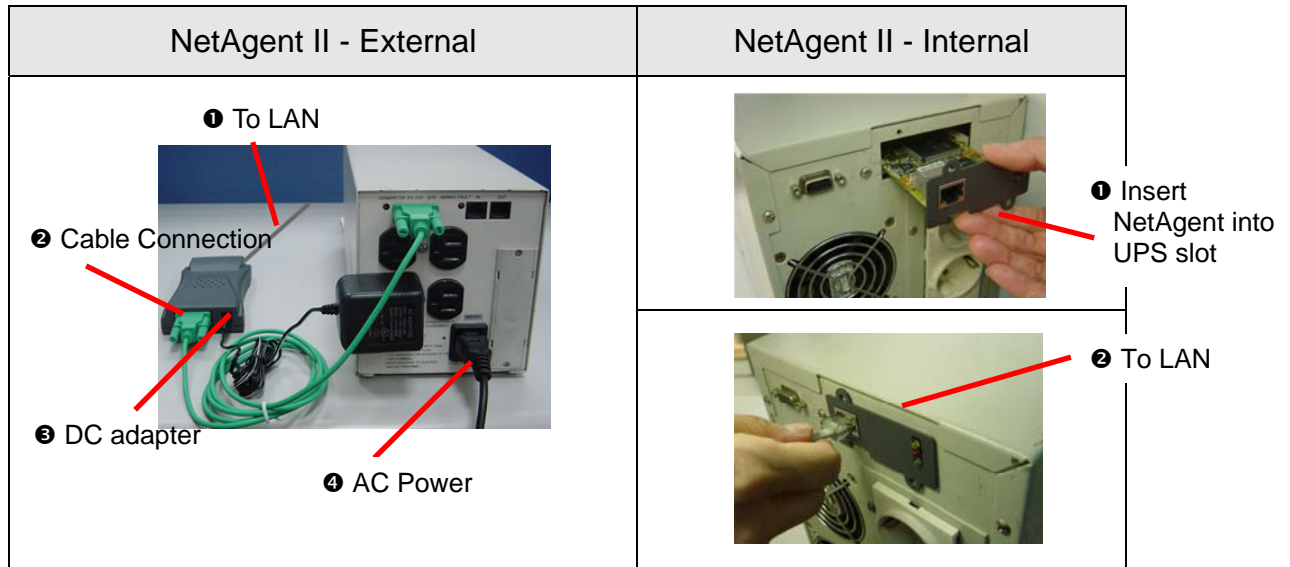 NetAgent II - External
NetAgent II - Internal
❶ To LAN
❷ Cable Connection
❸ DC adapter
❹ AC Power
❶ Insert
NetAgent into
UPS slot
❷ To LAN